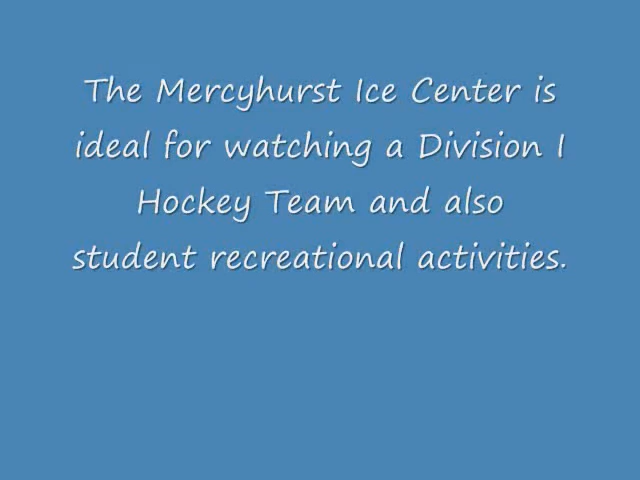 The Mercyhurst Ice Center is
ideal for watching a Division I
Hockey Team and also
student recreational activities.